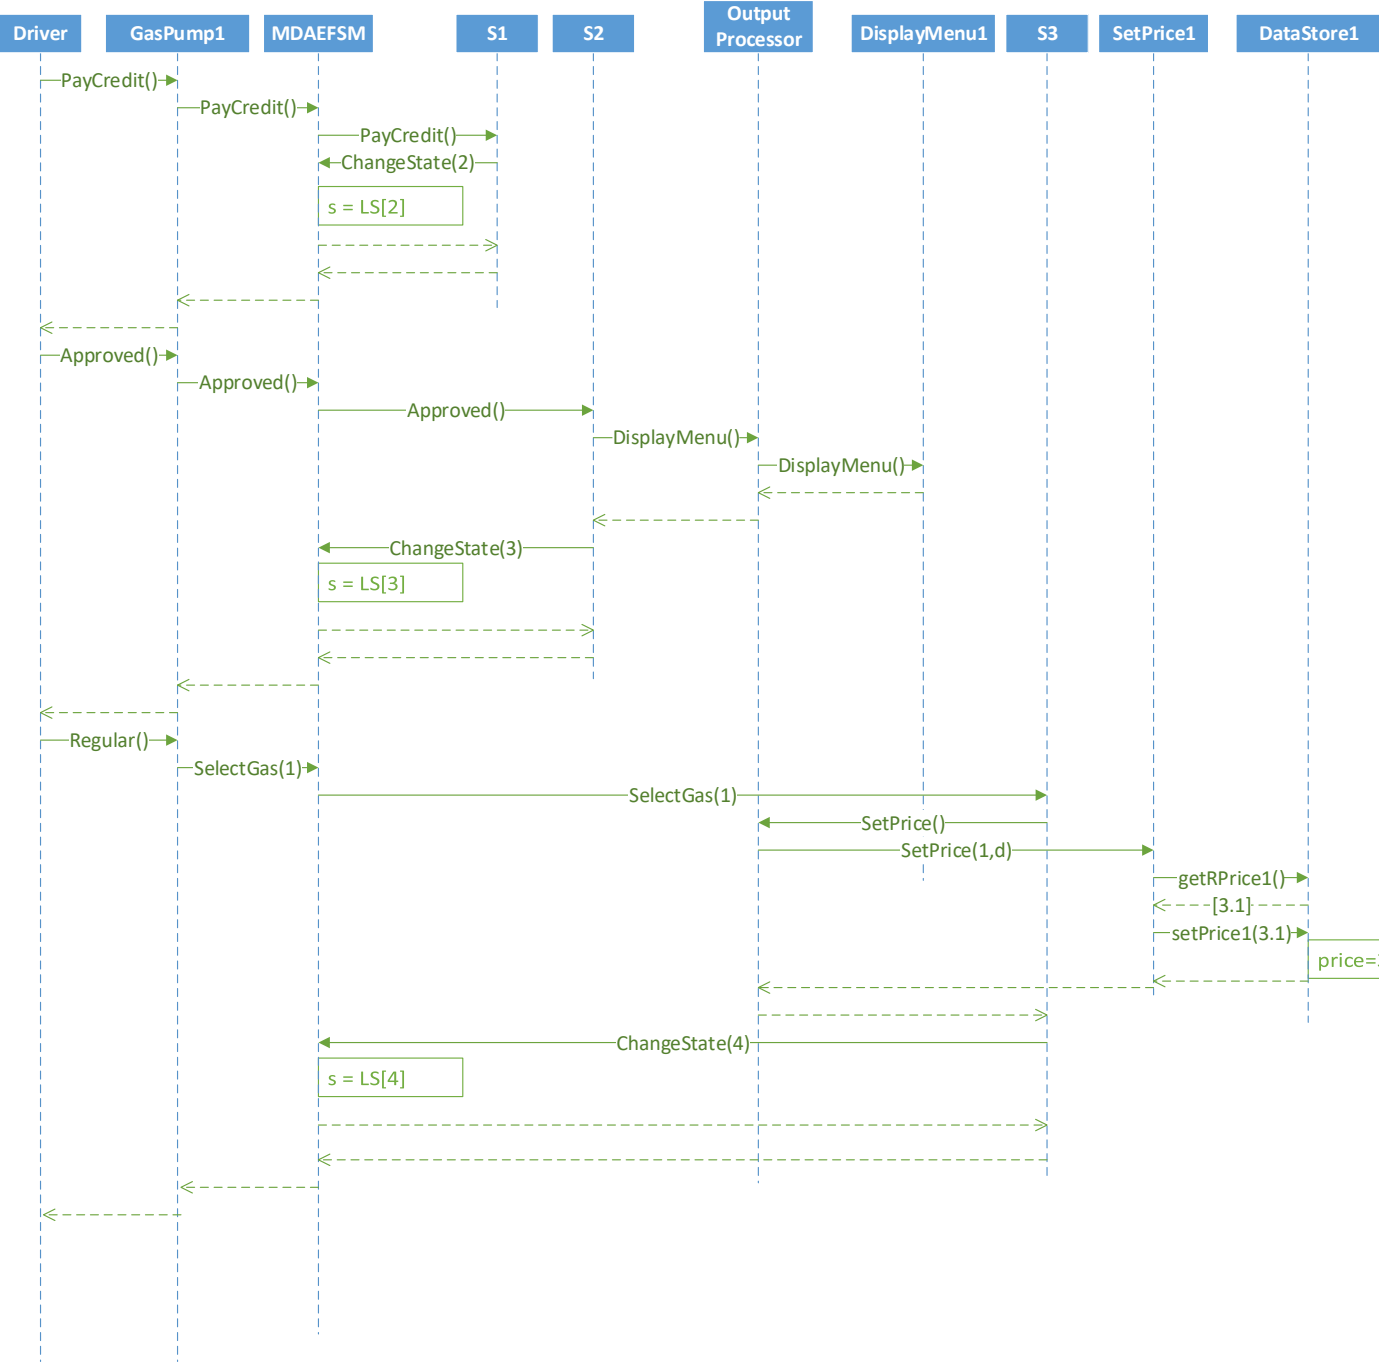 Driver
GasPump1
MDAEFSM
S1
S2
Output
Processor
DisplayMenu1
S3
SetPrice1
DataStore1
PayCredit()
PayCredit()
PayCredit()
ChangeState(2)
s = LS[2]
Approved()
Approved()
Approved()
DisplayMenu()
DisplayMenu()
ChangeState(3)
s = LS[3]
Regular()
SelectGas(1)
SelectGas(1)
SetPrice()
SetPrice(1,d)
getRPrice1()
[3.1]
setPrice1(3.1)
price=
ChangeState(4)
s = LS[4]